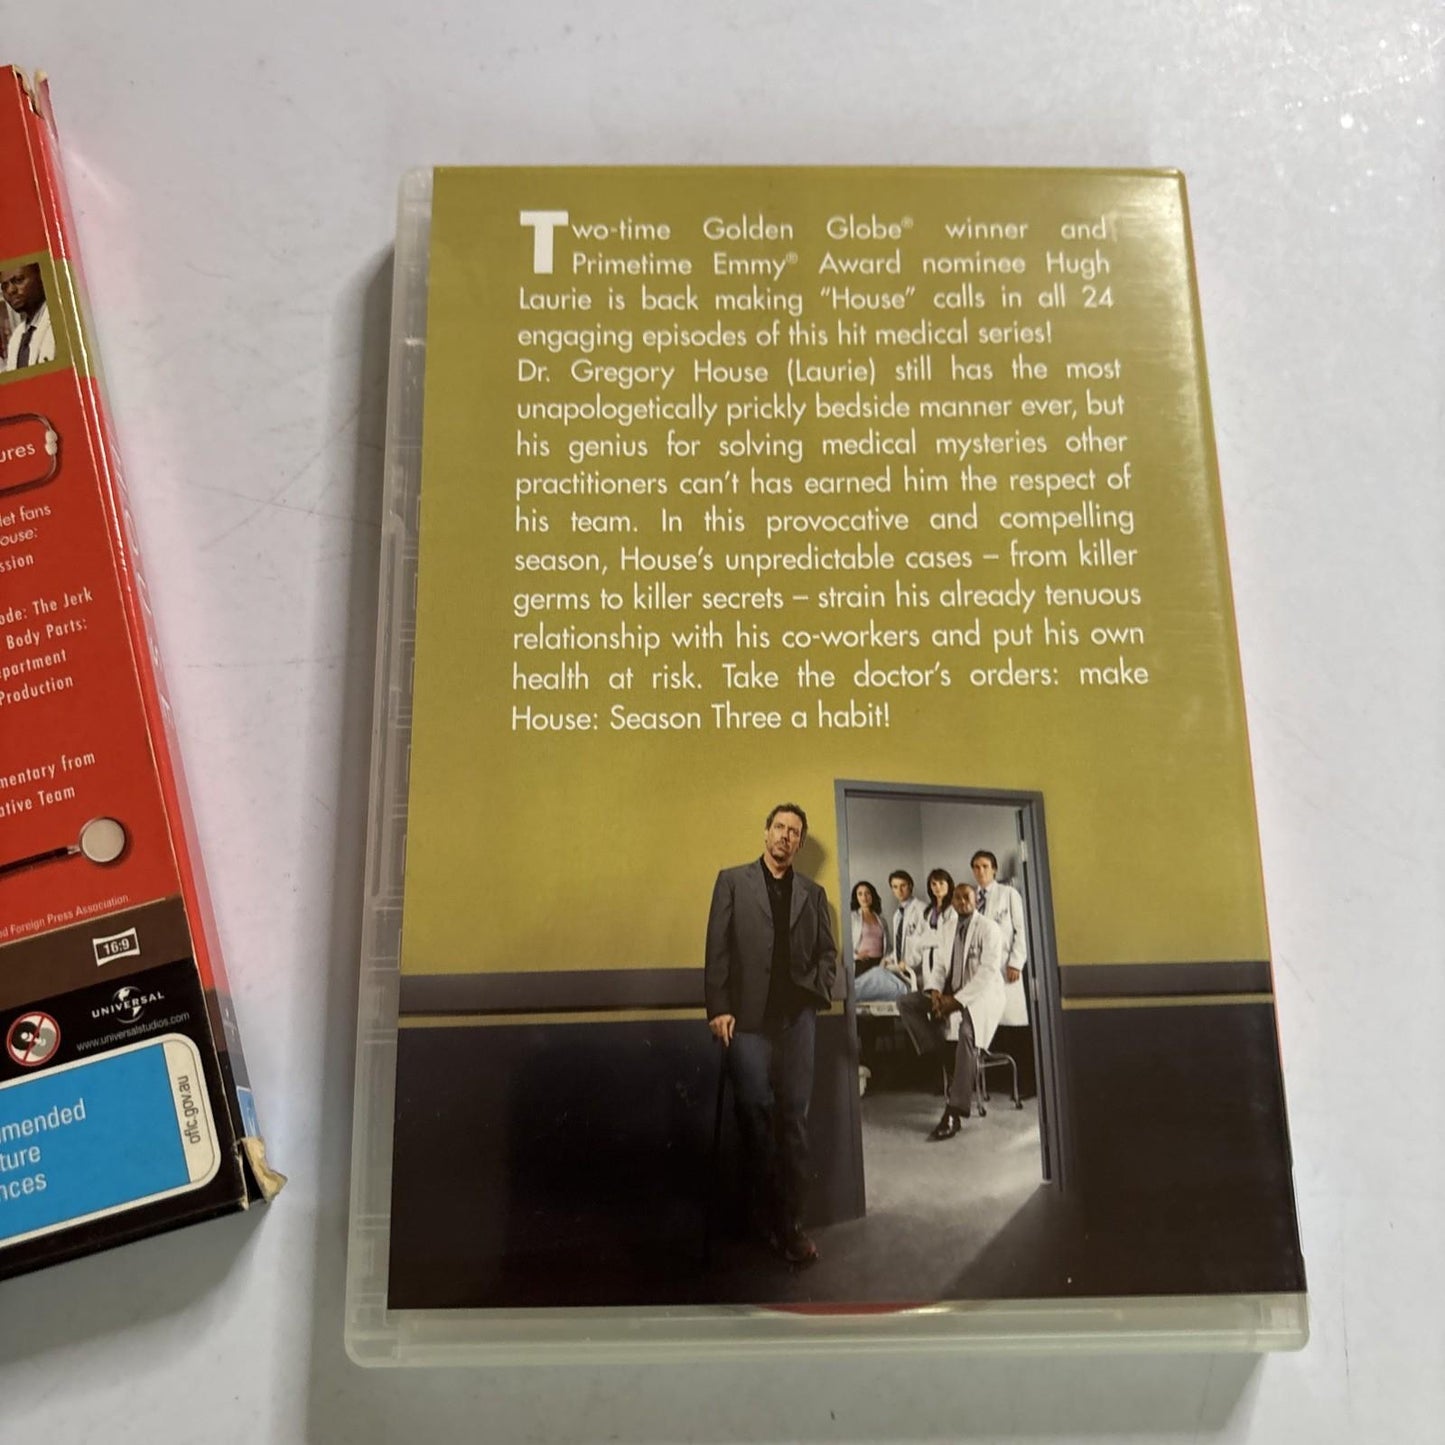 Two-time Golden Globe® winner and
Primetime Emmy® Award nominee Hugh
Laurie is back making "House" calls in all 24
engaging episodes of this hit medical series!
Dr. Gregory House (Laurie) still has the most
unapologetically prickly bedside manner ever, but
his genius for solving medical mysteries other
practitioners can't has earned him the respect of
his team. In this provocative and compelling
season, House's unpredictable cases – from killer
germs to killer secrets – strain his already tenuous
relationship with his co-workers and put his own
health at risk. Take the doctor's orders: make
House: Season Three a habit!
ures
let fans
ouse:
ssion
ode: The Jerk
Body Parts:
partment
Production
mentary from
ative Team
d Foreign Press Association.
16:9
UNIVERSAL
www.universalstudios.com
mended
ture
nces
oflc.gov.au